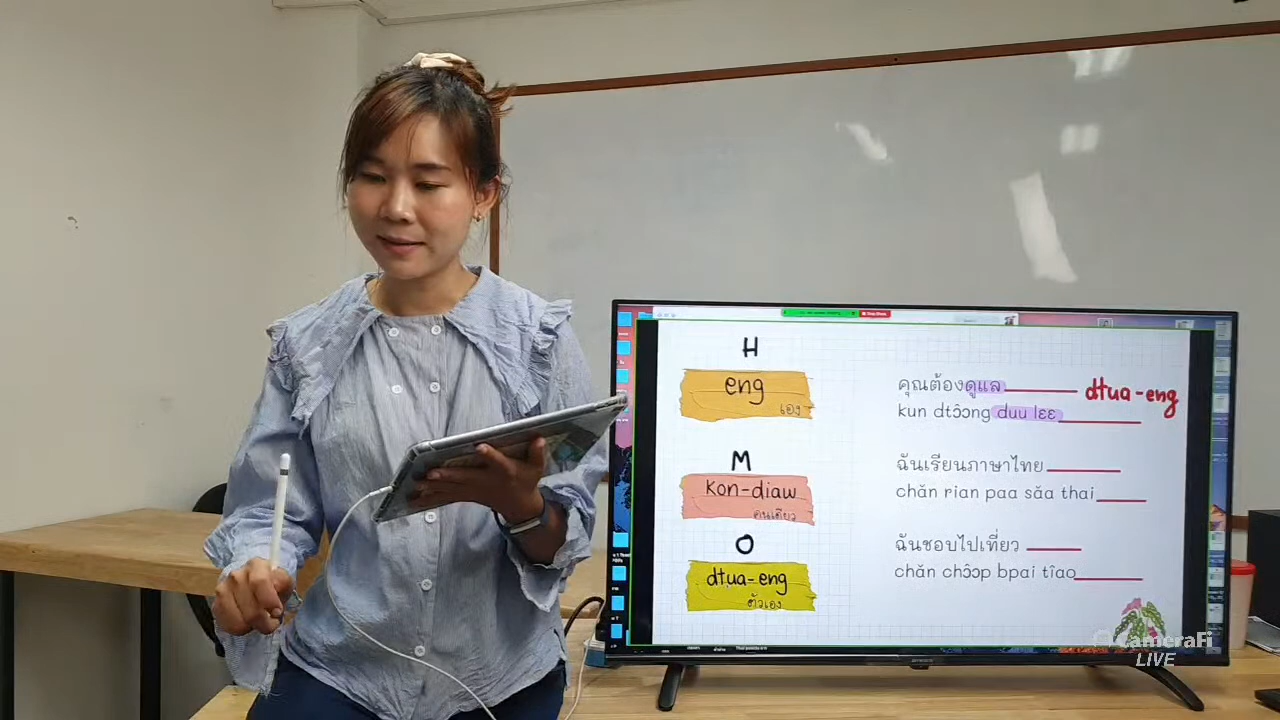 H
eng
เอง
M
kon-diaw
คนเดียว
O
dtua-eng
ตัวเอง
คุณต้องดูแล dtua-eng
kun dtɔ̂ɔng duu lɛɛ
ฉันเรียนภาษาไทย
chăn rian paa săa thai
ฉันชอบไปเที่ยว
chăn chɔ̂ɔp bpai tîao
CameraFi
LIVE